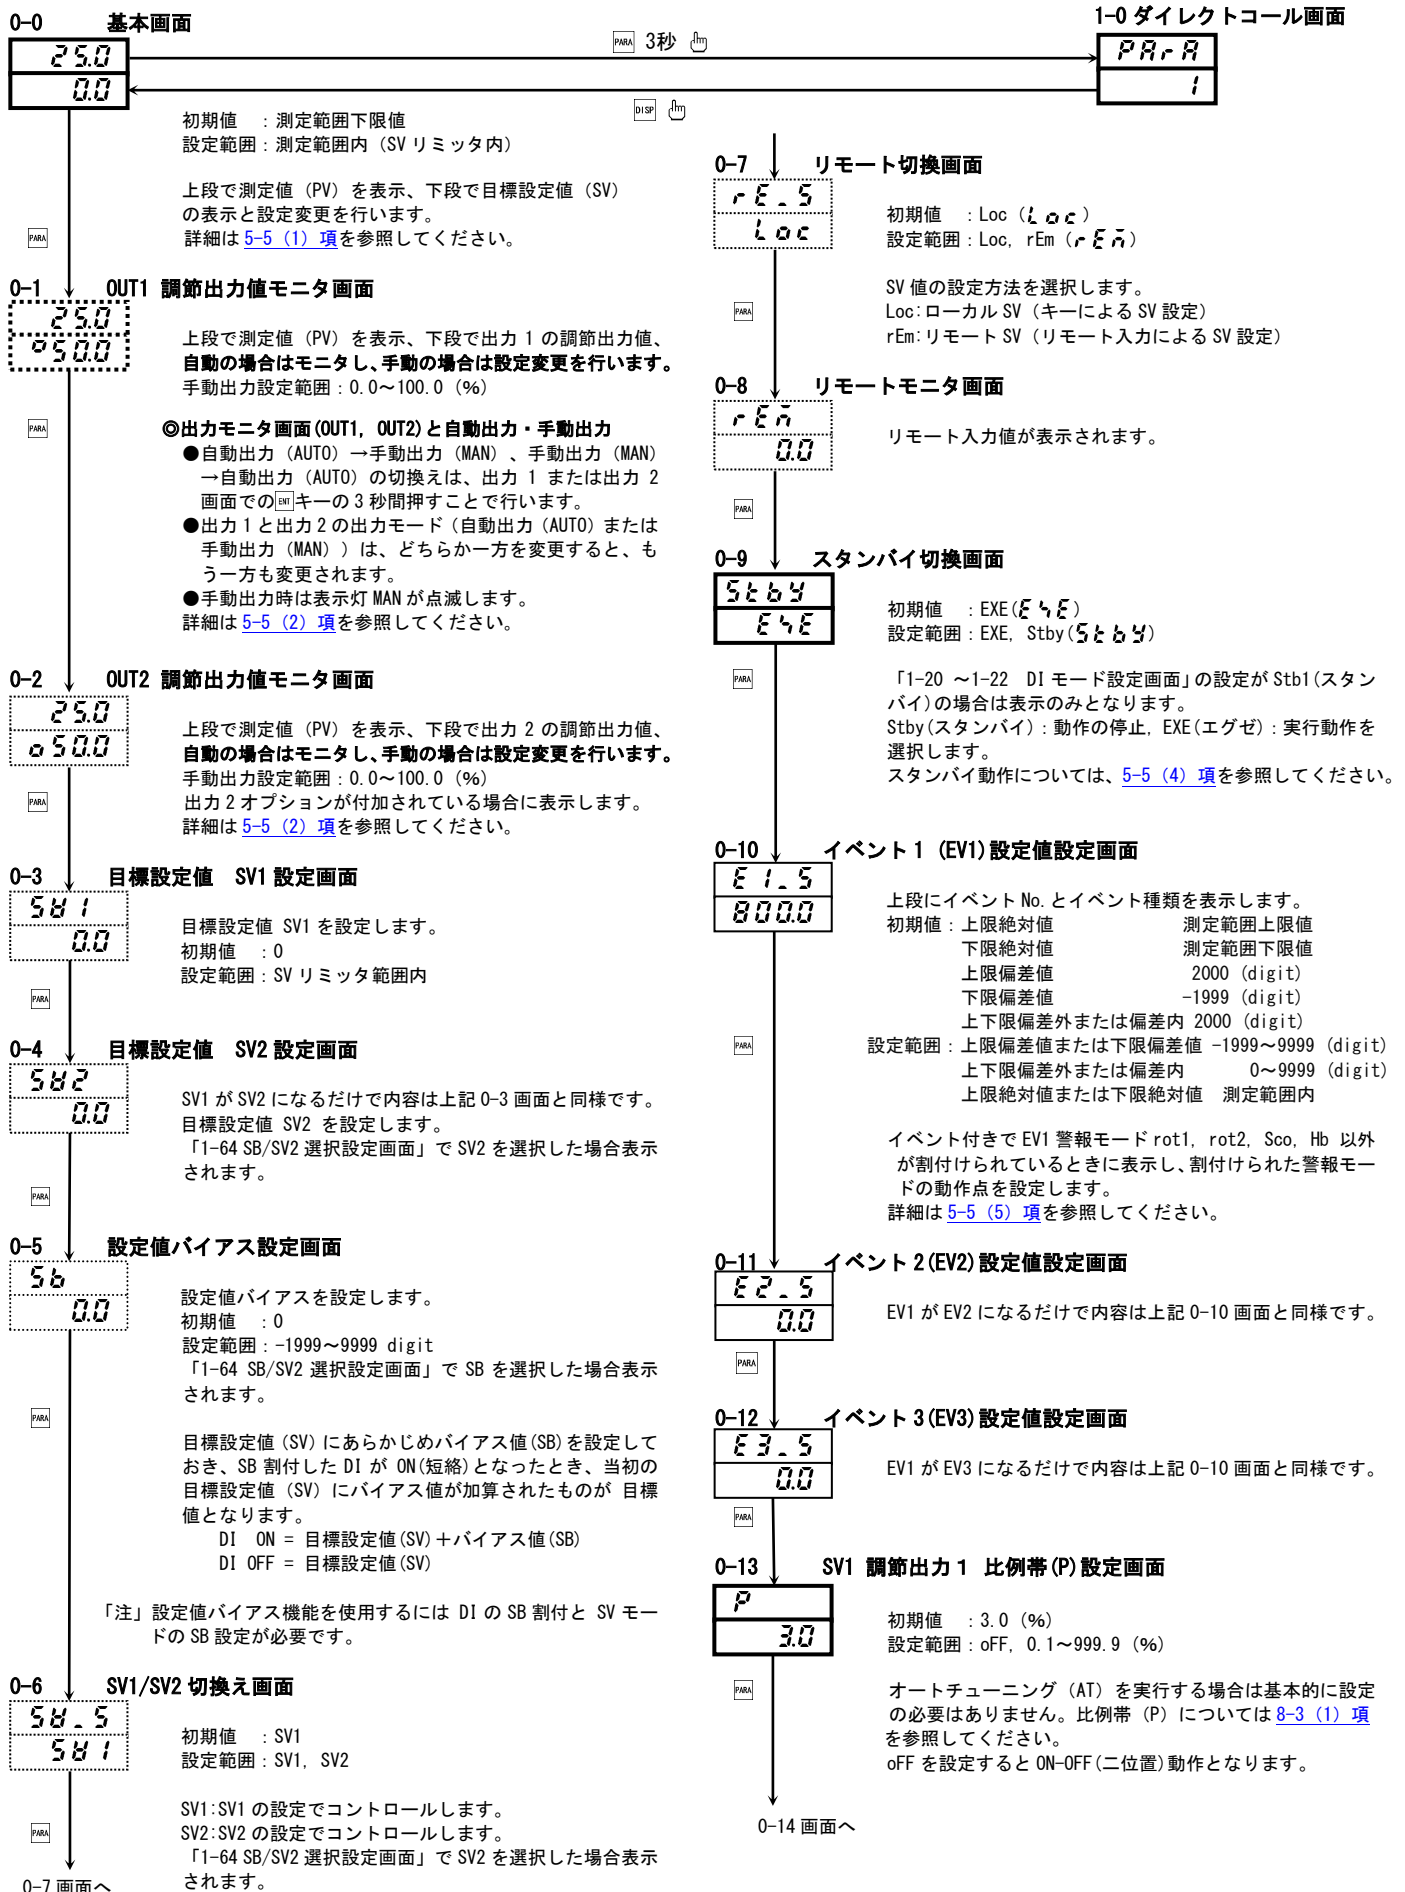 0-0 基本画面
25.0
0.0
PARA 3秒
DISP
1-0 ダイレクトコール画面
PArA
1
初期値 :測定範囲下限値
設定範囲:測定範囲内（SV リミッタ内）
上段で測定値（PV）を表示、下段で目標設定値（SV）
の表示と設定変更を行います。
詳細は 5-5（1）項を参照してください。
PARA
0-1 OUT1 調節出力値モニタ画面
25.0
o50.0
上段で測定値（PV）を表示、下段で出力 1 の調節出力値、
自動の場合はモニタし、手動の場合は設定変更を行います。
手動出力設定範囲:0.0～100.0（%）
PARA
◎出力モニタ画面(OUT1, OUT2)と自動出力・手動出力
●自動出力（AUTO）→手動出力（MAN）、手動出力（MAN）
→自動出力（AUTO）の切換えは、出力 1 または出力 2
画面での ENT キーの 3 秒間押すことで行います。
●出力 1 と出力 2 の出力モード（自動出力（AUTO）または
手動出力（MAN））は、どちらか一方を変更すると、も
う一方も変更されます。
●手動出力時は表示灯 MAN が点滅します。
詳細は 5-5（2）項を参照してください。
0-2 OUT2 調節出力値モニタ画面
25.0
o50.0
上段で測定値（PV）を表示、下段で出力 2 の調節出力値、
自動の場合はモニタし、手動の場合は設定変更を行います。
手動出力設定範囲:0.0～100.0（%）
出力 2 オプションが付加されている場合に表示します。
詳細は 5-5（2）項を参照してください。
PARA
0-3 目標設定値 SV1 設定画面
SV1
0.0
目標設定値 SV1 を設定します。
初期値 :0
設定範囲:SV リミッタ範囲内
PARA
0-4 目標設定値 SV2 設定画面
SV2
0.0
SV1 が SV2 になるだけで内容は上記 0-3 画面と同様です。
目標設定値 SV2 を設定します。
「1-64 SB/SV2 選択設定画面」で SV2 を選択した場合表示
されます。
PARA
0-5 設定値バイアス設定画面
Sb
0.0
設定値バイアスを設定します。
初期値 :0
設定範囲:-1999～9999 digit
「1-64 SB/SV2 選択設定画面」で SB を選択した場合表示
されます。
PARA
目標設定値（SV）にあらかじめバイアス値(SB)を設定して
おき、SB 割付した DI が ON(短絡)となったとき、当初の
目標設定値（SV）にバイアス値が加算されたものが 目標
値となります。
DI ON = 目標設定値(SV)＋バイアス値(SB)
DI OFF = 目標設定値(SV)
「注」設定値バイアス機能を使用するには DI の SB 割付と SV モー
ドの SB 設定が必要です。
0-6 SV1/SV2 切換え画面
SV_S
SV1
初期値 :SV1
設定範囲:SV1, SV2
SV1:SV1 の設定でコントロールします。
SV2:SV2 の設定でコントロールします。
「1-64 SB/SV2 選択設定画面」で SV2 を選択した場合表示
されます。
PARA
0-7 画面へ
0-7 リモート切換画面
rE_S
Loc
初期値 :Loc（Loc）
設定範囲:Loc, rEm（rEm）
SV 値の設定方法を選択します。
Loc:ローカル SV（キーによる SV 設定）
rEm:リモート SV（リモート入力による SV 設定）
PARA
0-8 リモートモニタ画面
rEm
0.0
リモート入力値が表示されます。
PARA
0-9 スタンバイ切換画面
Stby
EXE
初期値 :EXE(EXE)
設定範囲:EXE, Stby(Stby)
PARA
「1-20 ～1-22 DI モード設定画面」の設定が Stb1(スタン
バイ)の場合は表示のみとなります。
Stby(スタンバイ):動作の停止, EXE(エグゼ):実行動作を
選択します。
スタンバイ動作については、5-5（4）項を参照してください。
0-10 イベント 1 (EV1)設定値設定画面
E1_S
800.0
上段にイベント No.とイベント種類を表示します。
初期値:上限絶対値 測定範囲上限値
下限絶対値 測定範囲下限値
上限偏差値 2000 (digit)
下限偏差値 -1999 (digit)
上下限偏差外または偏差内 2000 (digit)
設定範囲:上限偏差値または下限偏差値 -1999～9999 (digit)
上下限偏差外または偏差内 0～9999 (digit)
上限絶対値または下限絶対値 測定範囲内
PARA
イベント付きで EV1 警報モード rot1, rot2, Sco, Hb 以外
が割付けられているときに表示し、割付けられた警報モー
ドの動作点を設定します。
詳細は 5-5（5）項を参照してください。
0-11 イベント 2(EV2)設定値設定画面
E2_S
0.0
EV1 が EV2 になるだけで内容は上記 0-10 画面と同様です。
PARA
0-12 イベント 3(EV3)設定値設定画面
E3_S
0.0
EV1 が EV3 になるだけで内容は上記 0-10 画面と同様です。
PARA
0-13 SV1 調節出力１ 比例帯(P)設定画面
P
3.0
初期値 :3.0（%）
設定範囲:oFF, 0.1～999.9（%）
PARA
オートチューニング（AT）を実行する場合は基本的に設定
の必要はありません。比例帯（P）については 8-3（1）項
を参照してください。
oFF を設定すると ON-OFF(二位置)動作となります。
0-14 画面へ